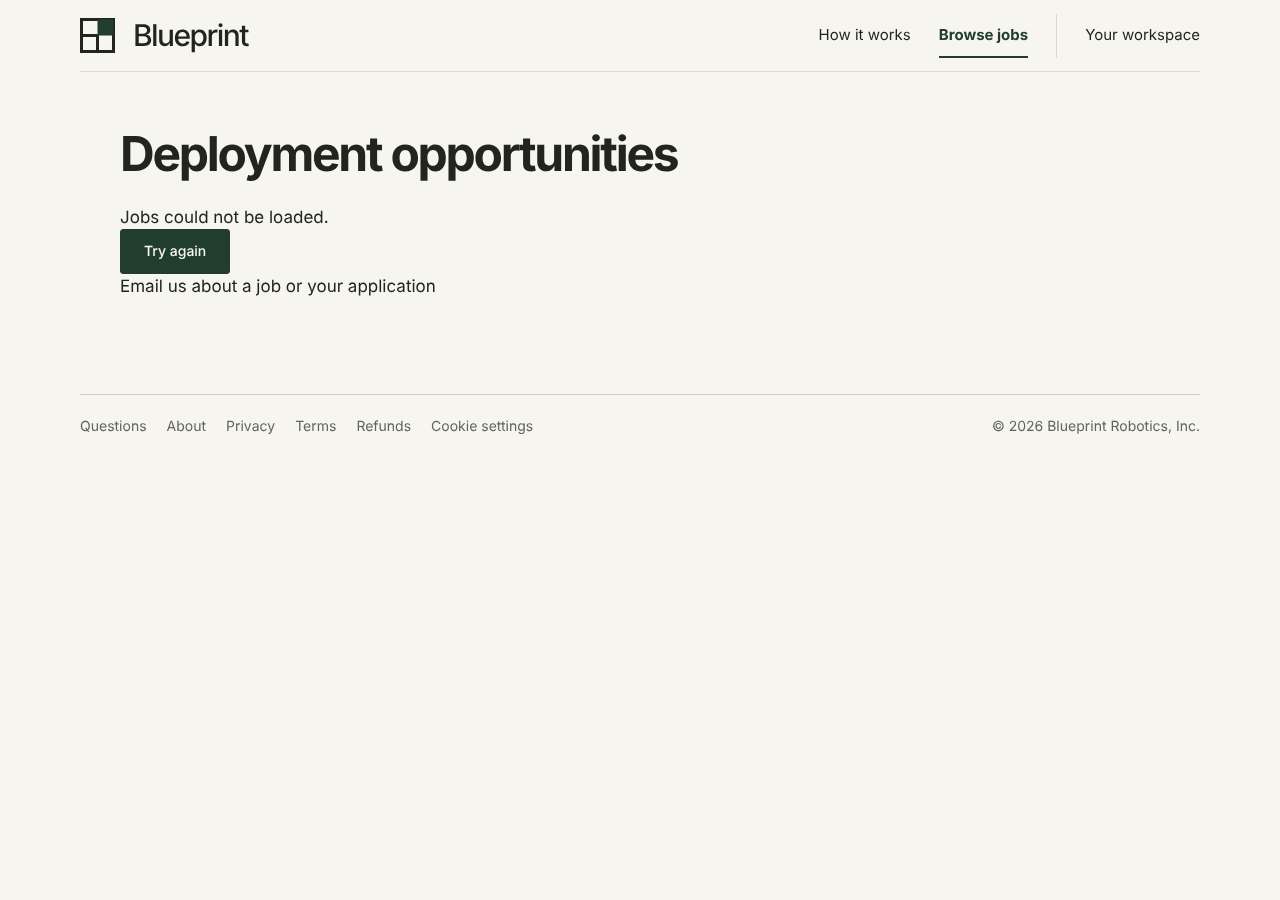 Blueprint
How it works
Browse jobs
Your workspace
Deployment opportunities
Jobs could not be loaded.
Try again
Email us about a job or your application
Questions
About
Privacy
Terms
Refunds
Cookie settings
© 2026 Blueprint Robotics, Inc.